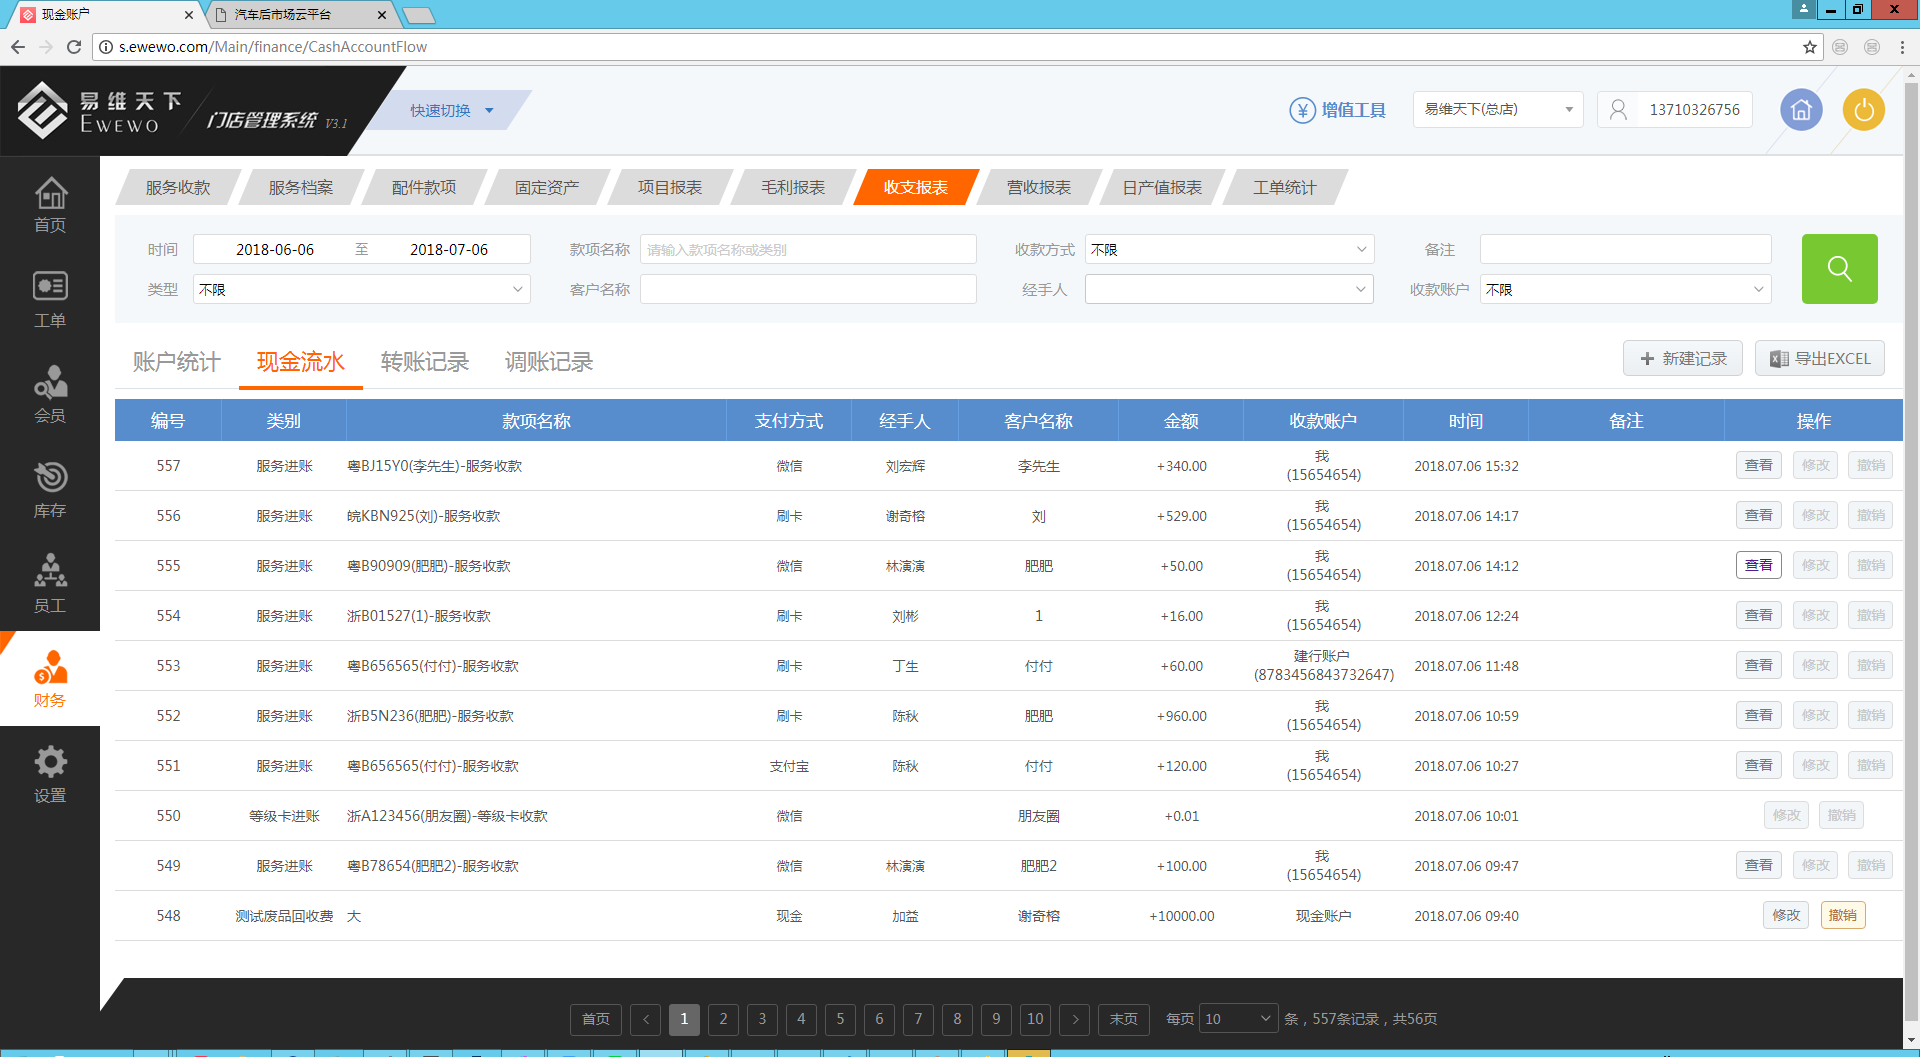 现金账户
汽车后市场云平台
s.ewewo.com/Main/finance/CashAccountFlow
易维天下 EWEWO 门店管理系统 V3.1
快速切换
增值工具
易维天下(总店)
13710326756
首页
工单
会员
库存
员工
财务
设置
服务收款 服务档案 配件款项 固定资产 项目报表 毛利报表 收支报表 营收报表 日产值报表 工单统计
时间 2018-06-06 至 2018-07-06 款项名称 请输入款项名称或类别 收款方式 不限 备注
类型 不限 客户名称 经手人 收款账户 不限
账户统计 现金流水 转账记录 调账记录 新建记录 导出EXCEL
编号 类别 款项名称 支付方式 经手人 客户名称 金额 收款账户 时间 备注 操作
557 服务进账 粤BJ15Y0(李先生)-服务收款 微信 刘宏辉 李先生 +340.00 我 (15654654) 2018.07.06 15:32 查看 修改 撤销
556 服务进账 皖KBN925(刘)-服务收款 刷卡 谢奇榕 刘 +529.00 我 (15654654) 2018.07.06 14:17 查看 修改 撤销
555 服务进账 粤B90909(肥肥)-服务收款 微信 林演演 肥肥 +50.00 我 (15654654) 2018.07.06 14:12 查看 修改 撤销
554 服务进账 浙B01527(1)-服务收款 刷卡 刘彬 1 +16.00 我 (15654654) 2018.07.06 12:24 查看 修改 撤销
553 服务进账 粤B656565(付付)-服务收款 刷卡 丁生 付付 +60.00 建行账户 (8783456843732647) 2018.07.06 11:48 查看 修改 撤销
552 服务进账 浙B5N236(肥肥)-服务收款 刷卡 陈秋 肥肥 +960.00 我 (15654654) 2018.07.06 10:59 查看 修改 撤销
551 服务进账 粤B656565(付付)-服务收款 支付宝 陈秋 付付 +120.00 我 (15654654) 2018.07.06 10:27 查看 修改 撤销
550 等级卡进账 浙A123456(朋友圈)-等级卡收款 微信 朋友圈 +0.01 2018.07.06 10:01 修改 撤销
549 服务进账 粤B78654(肥肥2)-服务收款 微信 林演演 肥肥2 +100.00 我 (15654654) 2018.07.06 09:47 查看 修改 撤销
548 测试废品回收费 大 现金 加益 谢奇榕 +10000.00 现金账户 2018.07.06 09:40 修改 撤销
首页 < 1 2 3 4 5 6 7 8 9 10 > 末页 每页 10 条，557条记录，共56页